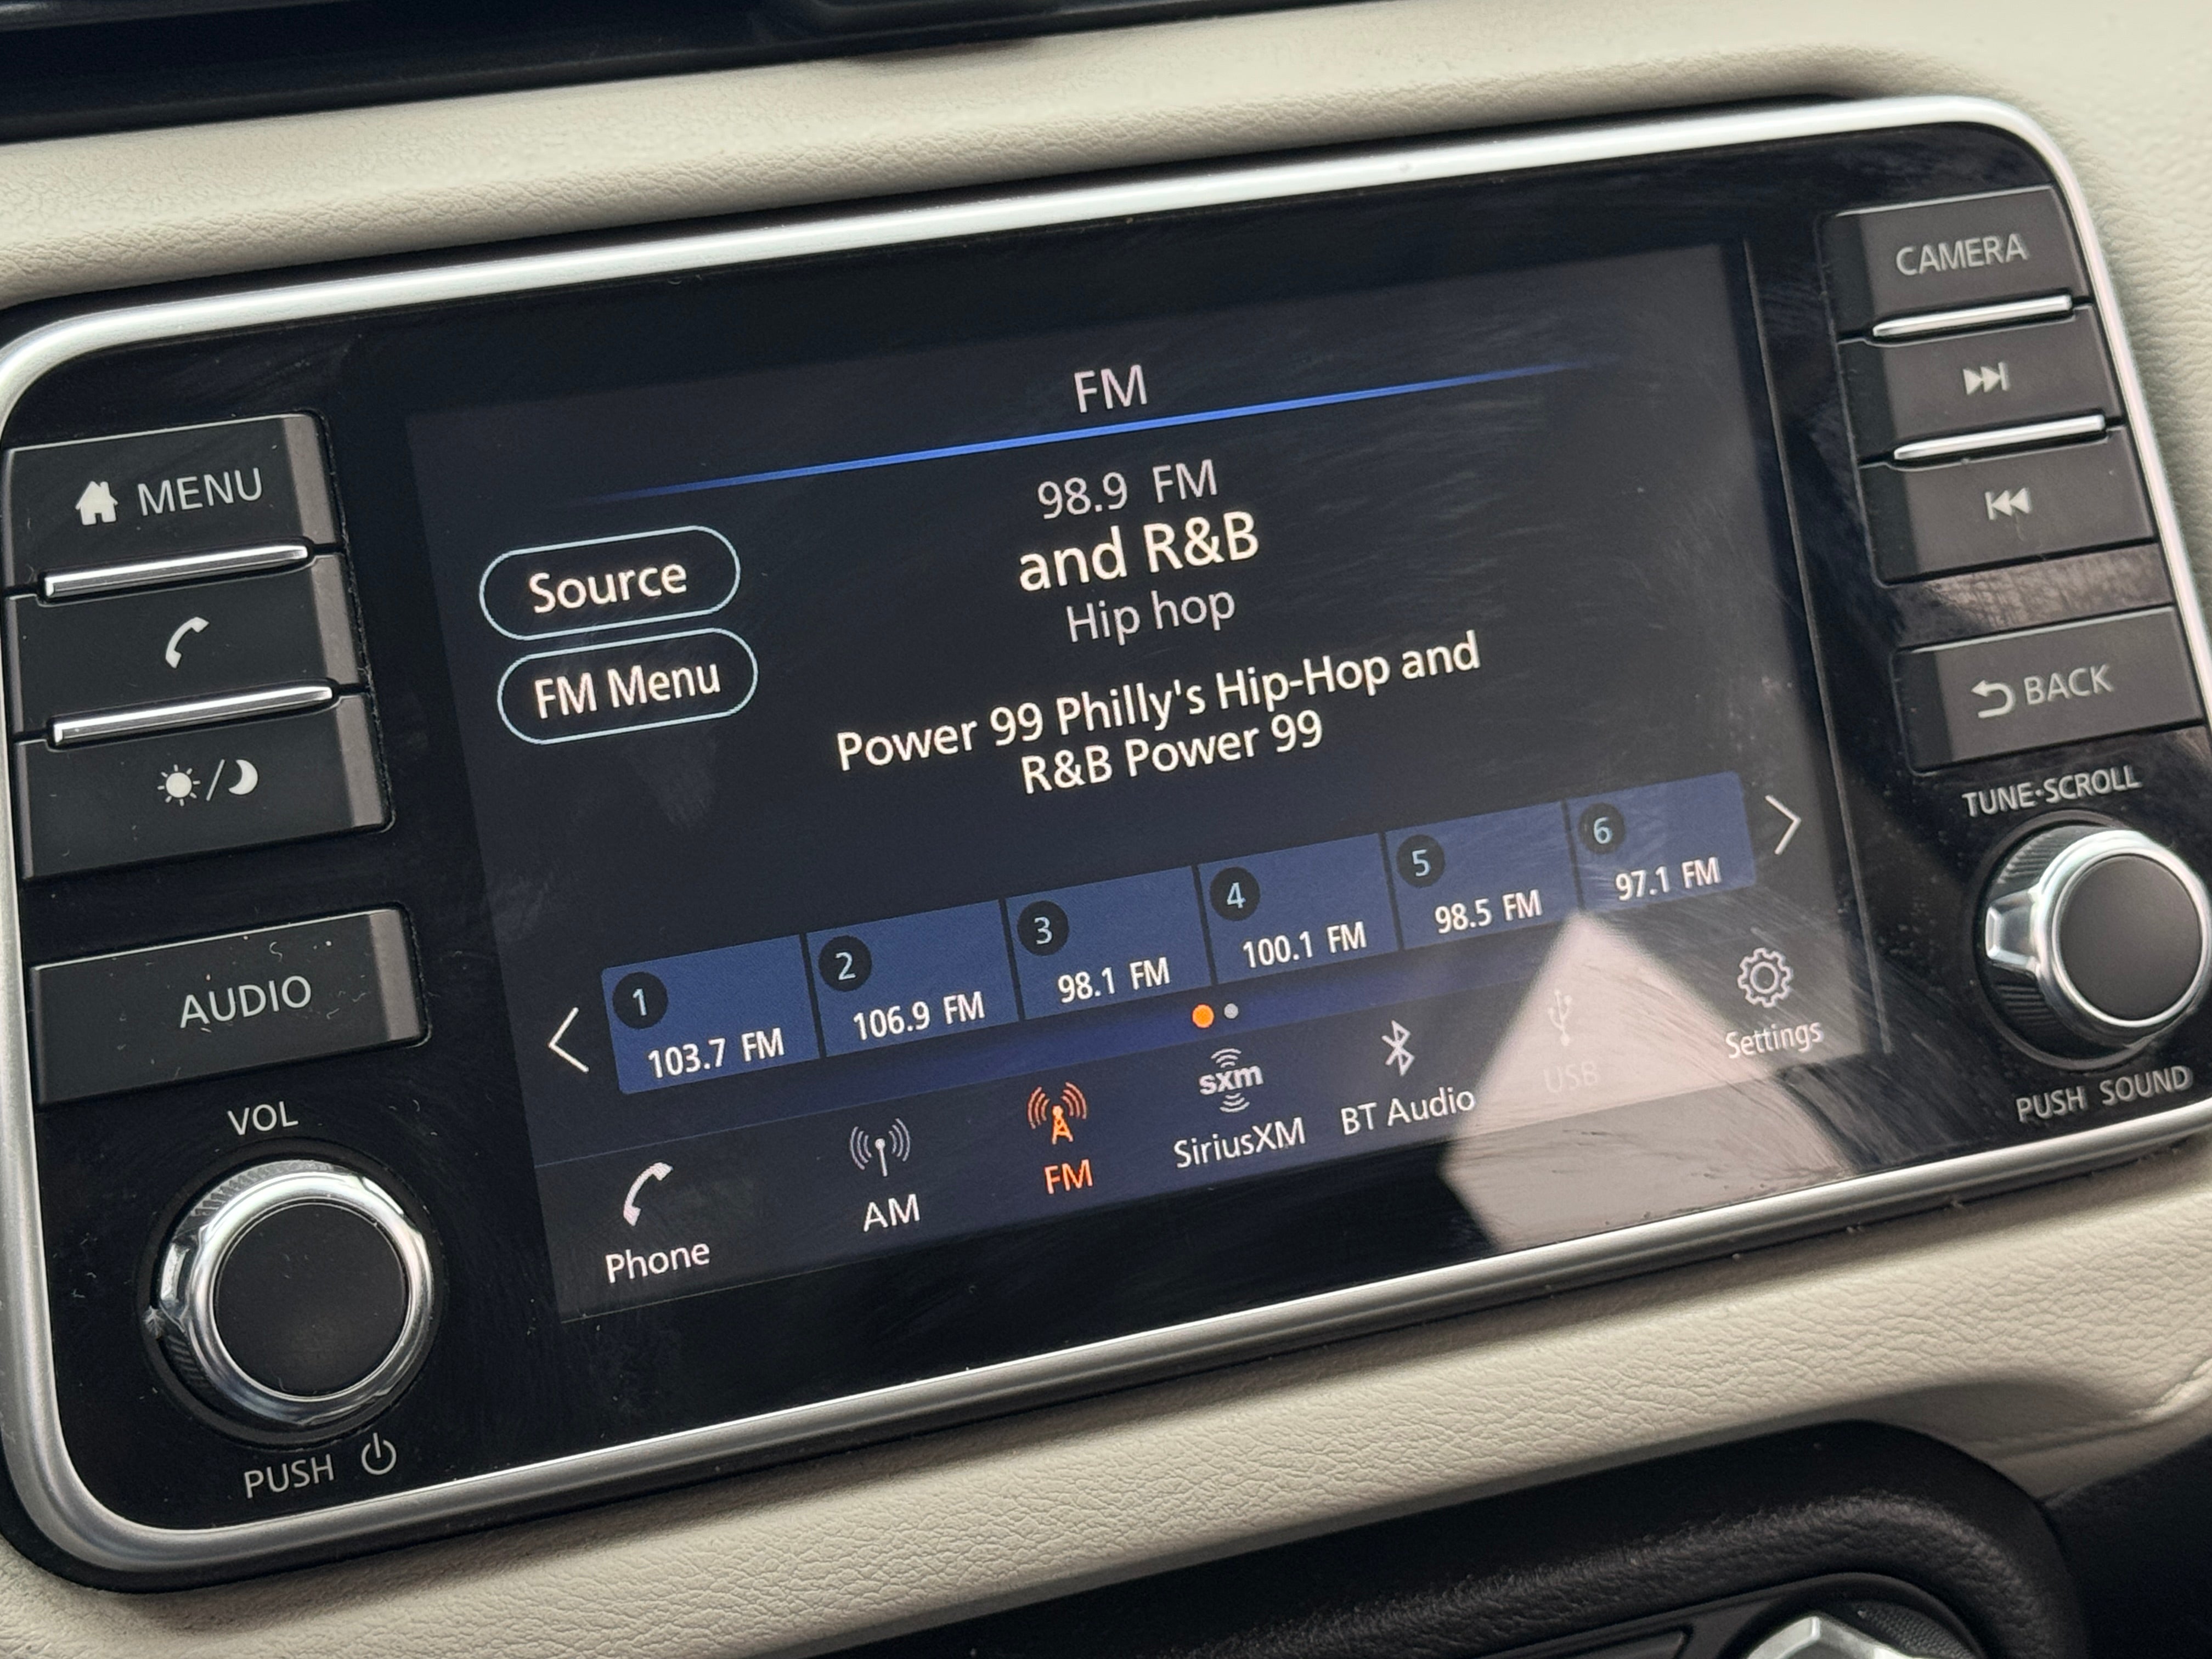 FM
98.9 FM
and R&B
Hip hop
Power 99 Philly's Hip-Hop and
R&B Power 99
Source
FM Menu
1
103.7 FM
2
106.9 FM
3
98.1 FM
4
100.1 FM
5
98.5 FM
6
97.1 FM
Phone
AM
FM
sxm
SiriusXM
BT Audio
USB
Settings
MENU
AUDIO
VOL
PUSH
CAMERA
BACK
TUNE·SCROLL
PUSH SOUND